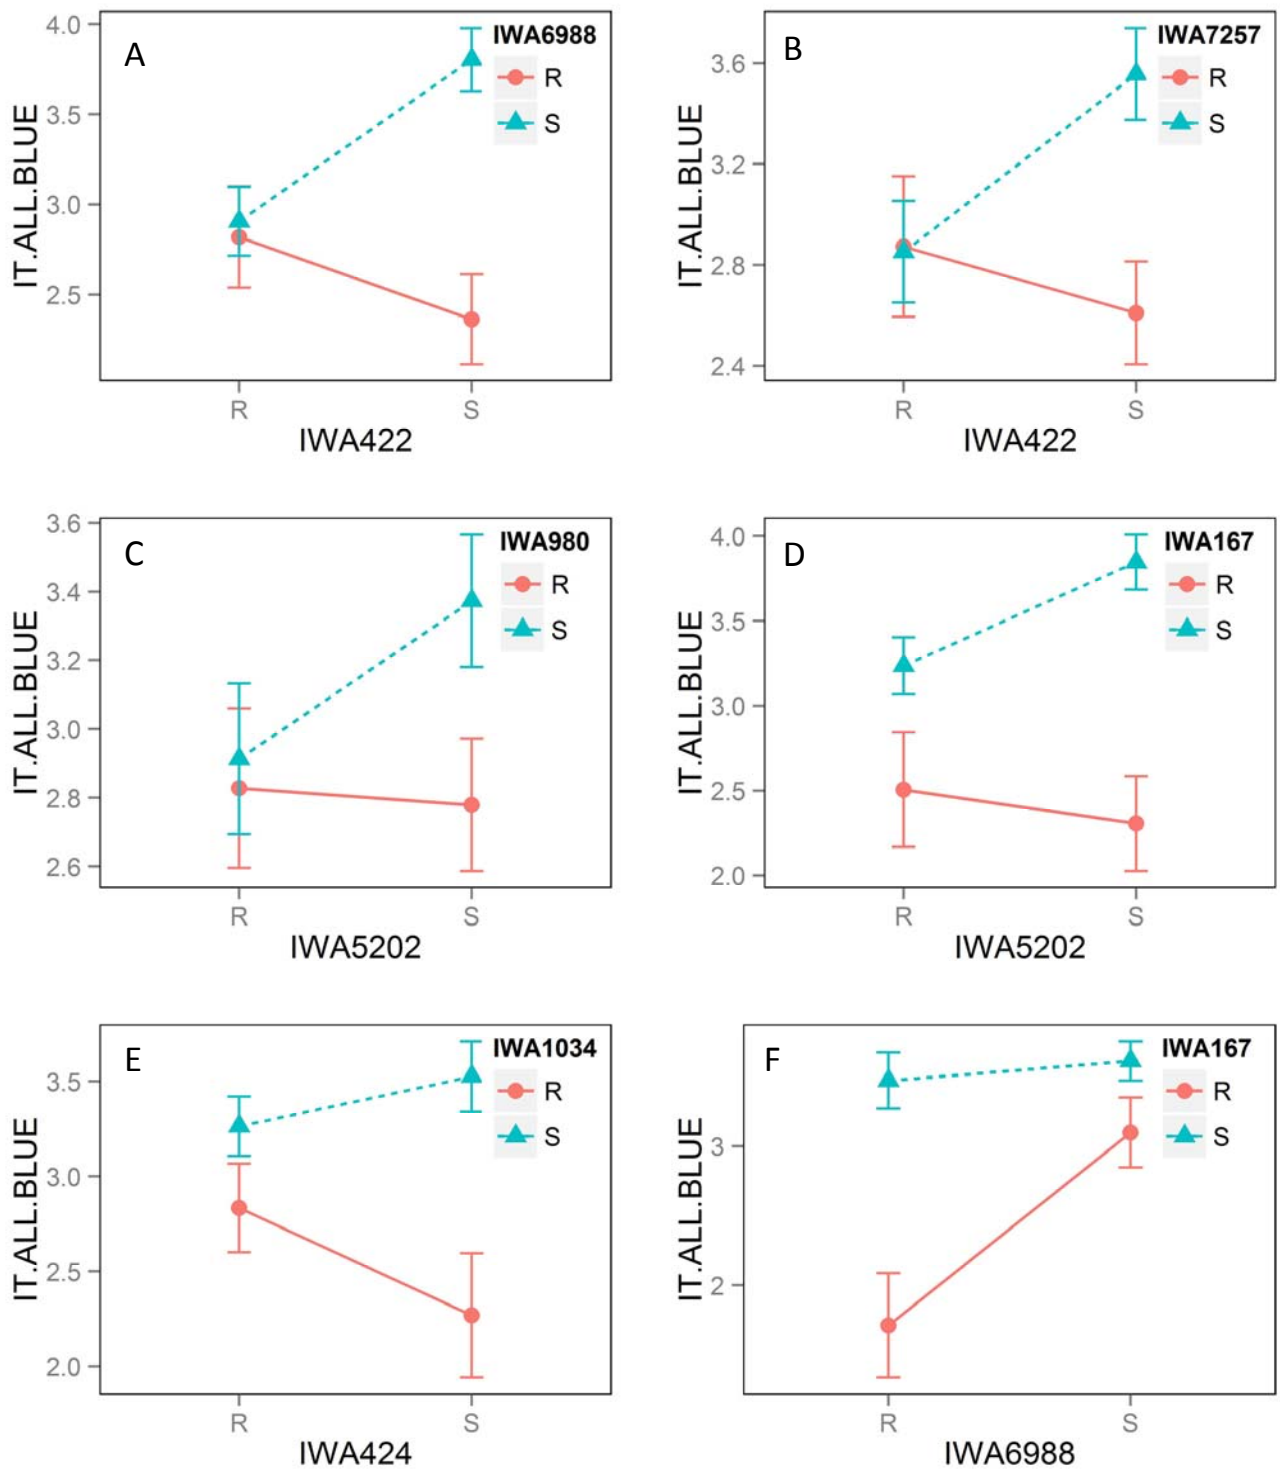 A
IWA6988
R
S
IT.ALL.BLUE
4.0
3.5
3.0
2.5
R S
IWA422
B
IWA7257
R
S
IT.ALL.BLUE
3.6
3.2
2.8
2.4
R S
IWA422
C
IWA980
R
S
IT.ALL.BLUE
3.6
3.4
3.2
3.0
2.8
2.6
R S
IWA5202
D
IWA167
R
S
IT.ALL.BLUE
4.0
3.5
3.0
2.5
2.0
R S
IWA5202
E
IWA1034
R
S
IT.ALL.BLUE
3.5
3.0
2.5
2.0
R S
IWA424
F
IWA167
R
S
IT.ALL.BLUE
3
2
R S
IWA6988